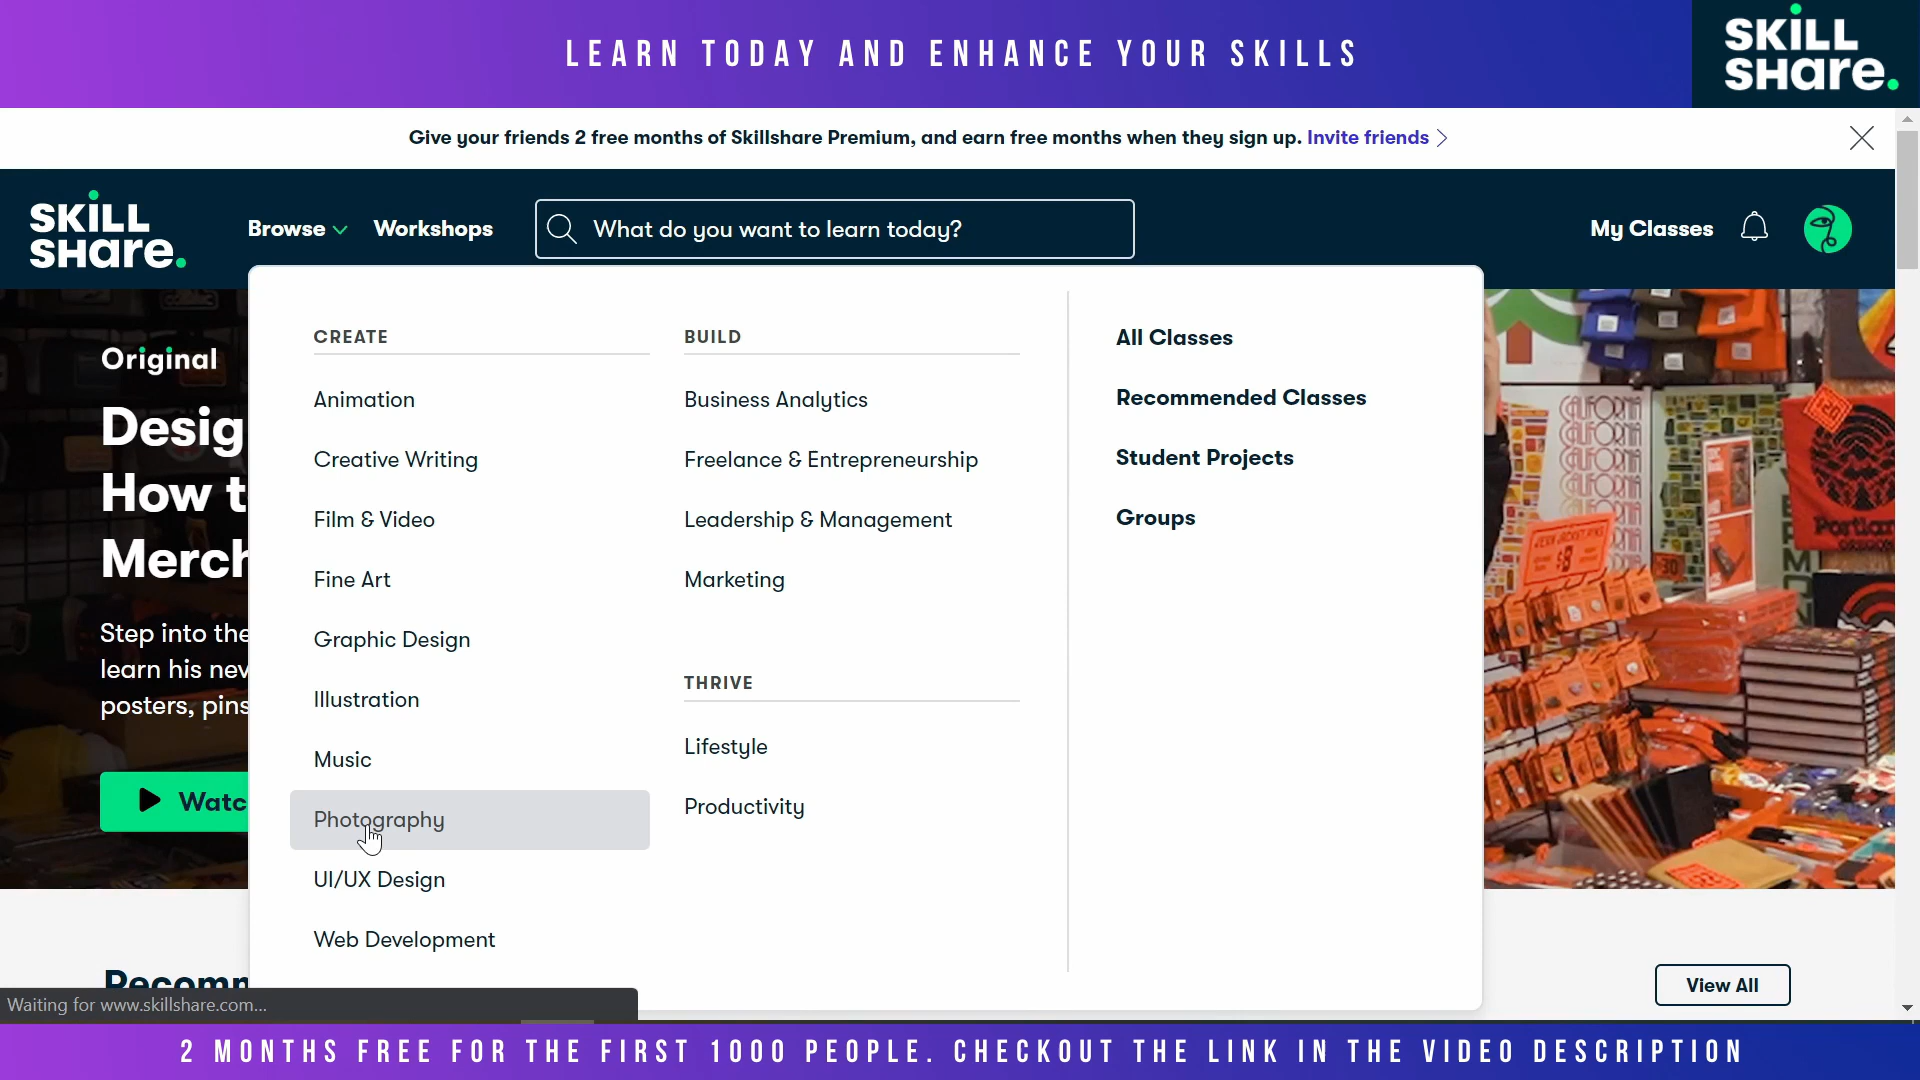 LEARN TODAY AND ENHANCE YOUR SKILLS
SKILL
SHare.
Give your friends 2 free months of Skillshare Premium, and earn free months when they sign up. Invite friends
SKILL
SHare.
Browse
Workshops
What do you want to learn today?
My Classes
Original
Desig
How t
Merch
Step into the
learn his nev
posters, pins
Watc
CREATE
Animation
Creative Writing
Film & Video
Fine Art
Graphic Design
Illustration
Music
Photography
UI/UX Design
Web Development
BUILD
Business Analytics
Freelance & Entrepreneurship
Leadership & Management
Marketing
THRIVE
Lifestyle
Productivity
All Classes
Recommended Classes
Student Projects
Groups
CALIFORNIA
Portlan
Recomm
View All
Waiting for www.skillshare.com...
2 MONTHS FREE FOR THE FIRST 1000 PEOPLE. CHECKOUT THE LINK IN THE VIDEO DESCRIPTION